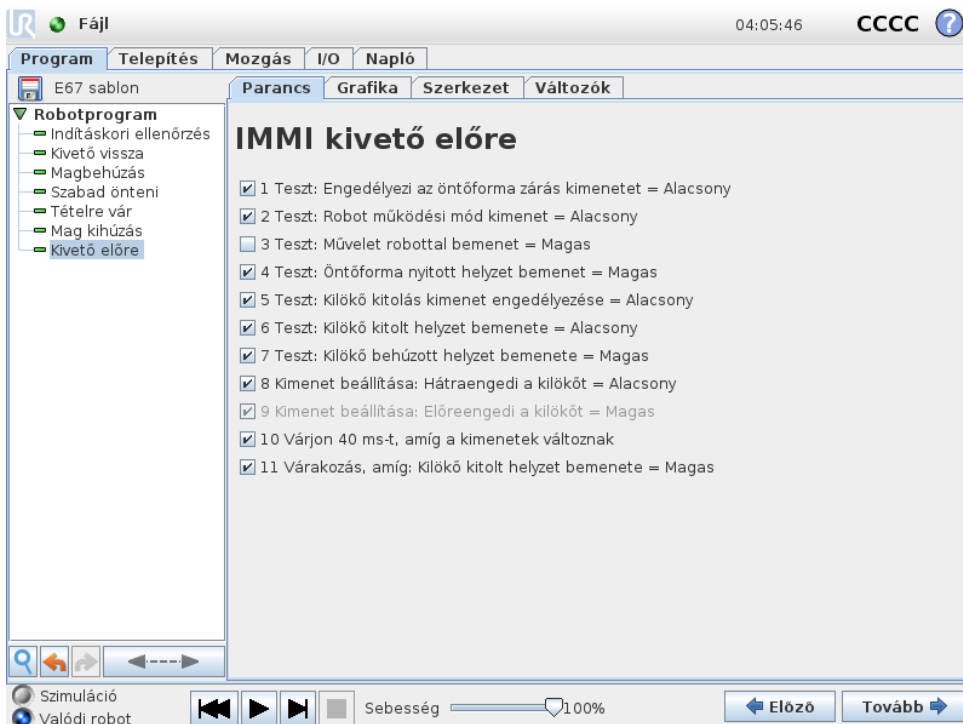 UR Fájl 04:05:46 CCCC ?
Program Telepítés Mozgás I/O Napló
E67 sablon
Parancs Grafika Szerkezet Változók
Robotprogram
Indításkori ellenőrzés
Kivető vissza
Magbehúzás
Szabad önteni
Tételre vár
Mag kihúzás
Kivető előre
IMMI kivető előre
1 Teszt: Engedélyezi az öntőforma zárás kimenetet = Alacsony
2 Teszt: Robot működési mód kimenet = Alacsony
3 Teszt: Művelet robottal bemenet = Magas
4 Teszt: Öntőforma nyitott helyzet bemenet = Magas
5 Teszt: Kilökő kitolás kimenet engedélyezése = Alacsony
6 Teszt: Kilökő kitolt helyzet bemenete = Alacsony
7 Teszt: Kilökő behúzott helyzet bemenete = Magas
8 Kimenet beállítása: Hátraengedi a kilökőt = Alacsony
9 Kimenet beállítása: Előreengedi a kilökőt = Magas
10 Várjon 40 ms-t, amíg a kimenetek változnak
11 Várakozás, amíg: Kilökő kitolt helyzet bemenete = Magas
Szimuláció
Valódi robot
Sebesség 100%
Elöző Tovább